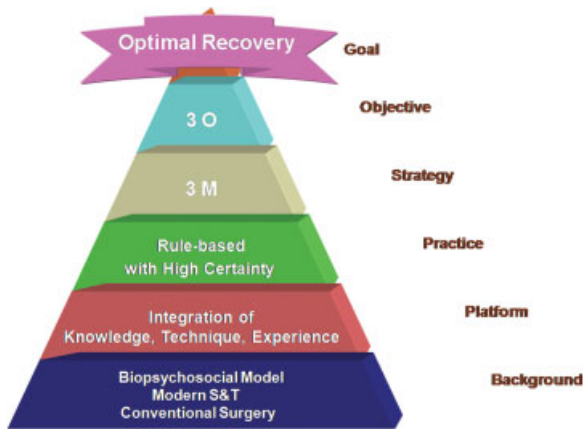 Optimal Recovery
Goal
3 O
Objective
3 M
Strategy
Rule-based
with High Certainty
Practice
Integration of
Knowledge, Technique, Experience
Platform
Biopsychosocial Model
Modern S&T
Conventional Surgery
Background